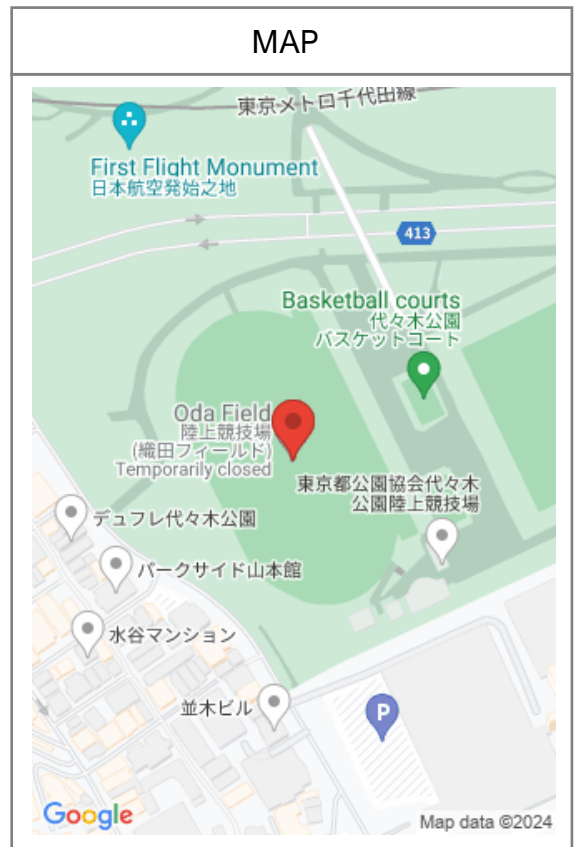 MAP
東京メトロ千代田線
First Flight Monument
日本航空発始之地
413
Basketball courts
代々木公園
バスケットコート
Oda Field
陸上競技場
(織田フィールド)
Temporarily closed
東京都公園協会代々木
公園陸上競技場
デュフレ代々木公園
パークサイド山本館
水谷マンション
並木ビル
P
Google
Map data ©2024